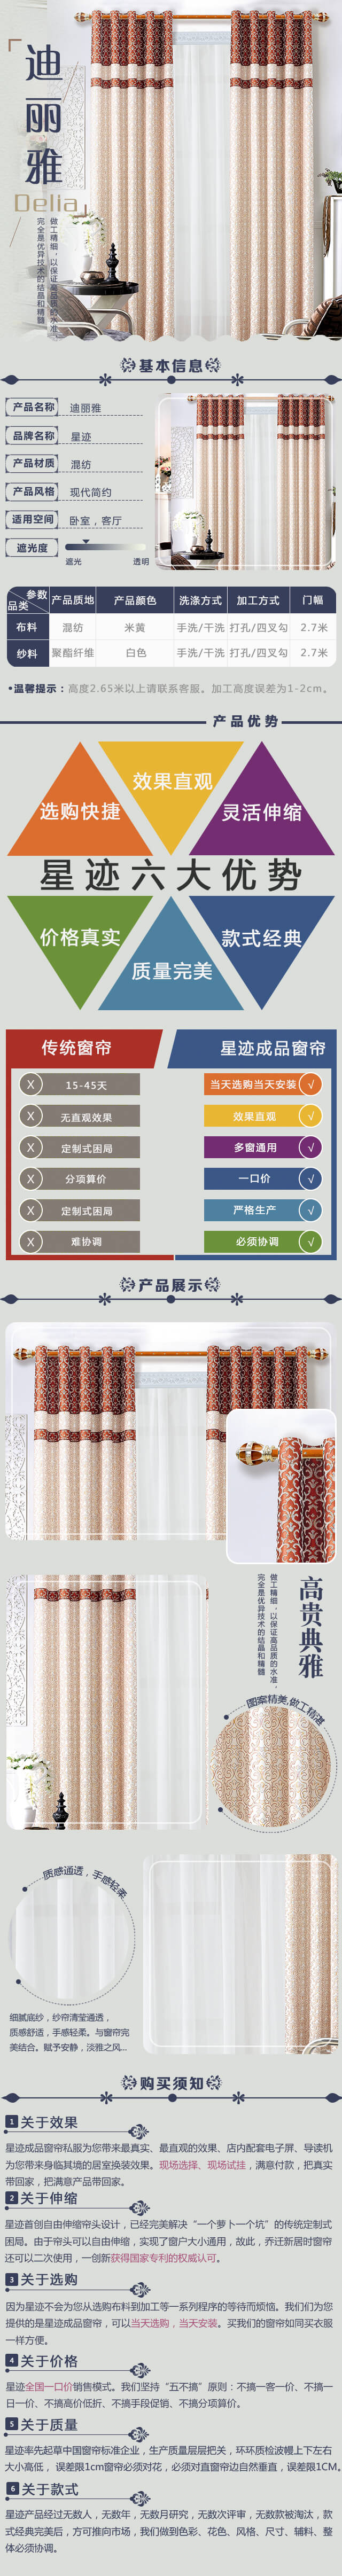 迪丽雅
Delia
做工精细，以保证高品质的水准，
完全是优异技术的结晶和精髓
基本信息
产品名称 迪丽雅
品牌名称 星迹
产品材质 混纺
产品风格 现代简约
适用空间 卧室，客厅
遮光度
遮光 透明
参数 品类 产品质地 产品颜色 洗涤方式 加工方式 门幅
布料 混纺 米黄 手洗/干洗 打孔/四叉勾 2.7米
纱料 聚酯纤维 白色 手洗/干洗 打孔/四叉勾 2.7米
•温馨提示：高度2.65米以上请联系客服。加工高度误差为1-2cm。
产品优势
选购快捷 效果直观 灵活伸缩
星迹六大优势
价格真实 质量完美 款式经典
传统窗帘 星迹成品窗帘
X 15-45天 当天选购当天安装 √
X 无直观效果 效果直观 √
X 定制式困局 多窗通用 √
X 分项算价 一口价 √
X 定制式困局 严格生产 √
X 难协调 必须协调 √
产品展示
高贵典雅
做工精细，以保证高品质的水准，
完全是优异技术的结晶和精髓
图案精美,做工精湛
质感通透，手感轻柔
细腻底纱，纱帘清莹通透，
质感舒适，手感轻柔。与窗帘完
美结合。赋予安静，淡雅之风...
购买须知
1 关于效果
星迹成品窗帘私服为您带来最真实、最直观的效果、店内配套电子屏、导读机
为您带来身临其境的居室换装效果。现场选择、现场试挂，满意付款，把真实
带回家，把满意产品带回家。
2 关于伸缩
星迹首创自由伸缩帘头设计，已经完美解决“一个萝卜一个坑”的传统定制式
困局。由于帘头可以自由伸缩，实现了窗户大小通用，故此，乔迁新居时窗帘
还可以二次使用，一创新获得国家专利的权威认可。
3 关于选购
因为星迹不会为您从选购布料到加工等一系列程序的等待而烦恼。我们们为您
提供的是星迹成品窗帘，可以当天选购，当天安装。买我们的窗帘如同买衣服
一样方便。
4 关于价格
星迹全国一口价销售模式。我们坚持“五不搞”原则：不搞一客一价、不搞一
日一价、不搞高价低折、不搞手段促销、不搞分项算价。
5 关于质量
星迹率先起草中国窗帘标准企业，生产质量层层把关，环环质检波幔上下左右
大小高低， 误差限1cm窗帘必须对花，必须对直窗帘边自然垂直，误差限1CM。
6 关于款式
星迹产品经过无数人，无数年，无数月研究，无数次评审，无数款被淘汰，款
式经典完美后，方可推向市场，我们做到色彩、花色、风格、尺寸、辅料、整
体必须协调。